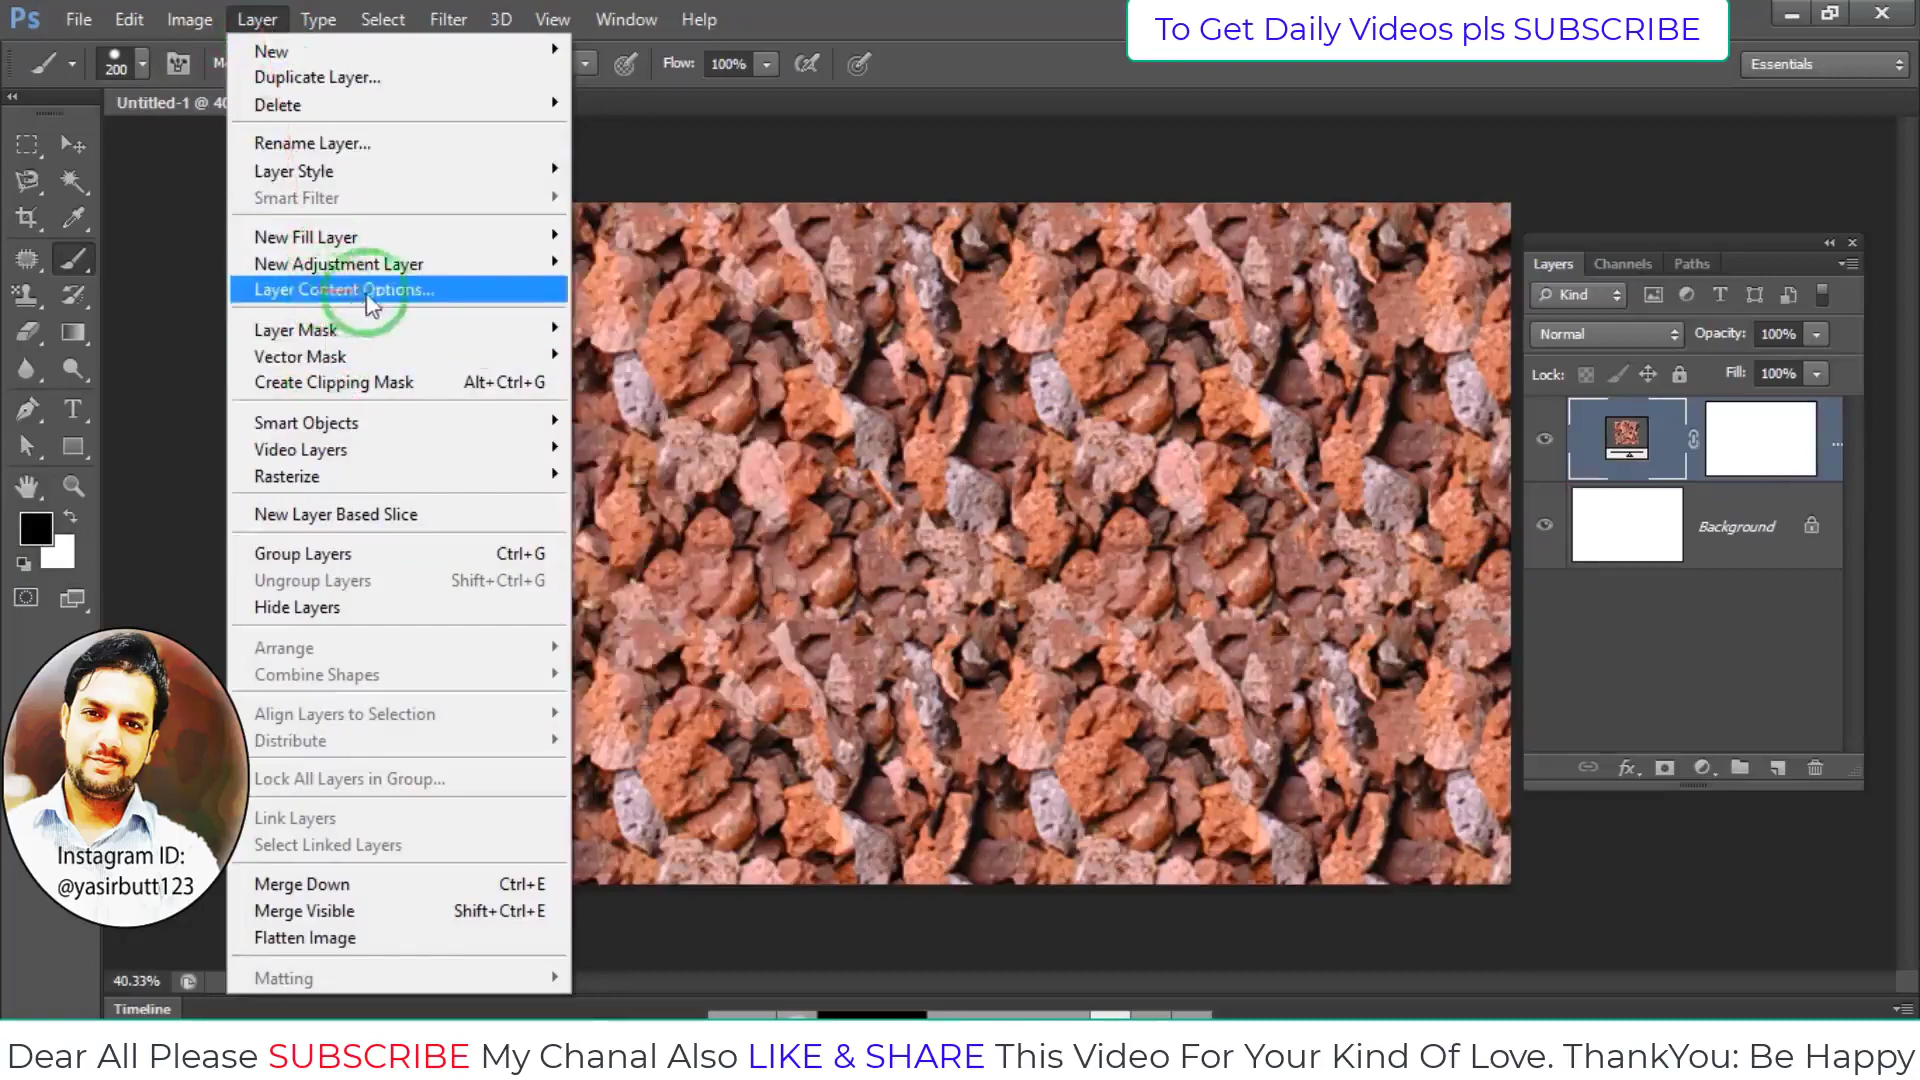 Ps File Edit Image Layer Type Select Filter 3D View Window Help
To Get Daily Videos pls SUBSCRIBE
200
Flow: 100%
Essentials
Untitled-1 @ 40
New
Duplicate Layer...
Delete
Rename Layer...
Layer Style
Smart Filter
New Fill Layer
New Adjustment Layer
Layer Content Options...
Layer Mask
Vector Mask
Create Clipping Mask Alt+Ctrl+G
Smart Objects
Video Layers
Rasterize
New Layer Based Slice
Group Layers Ctrl+G
Ungroup Layers Shift+Ctrl+G
Hide Layers
Arrange
Combine Shapes
Align Layers to Selection
Distribute
Lock All Layers in Group...
Link Layers
Select Linked Layers
Merge Down Ctrl+E
Merge Visible Shift+Ctrl+E
Flatten Image
Matting
Layers Channels Paths
Kind
Normal Opacity: 100%
Lock: Fill: 100%
Background
Instagram ID:
@yasirbutt123
40.33%
Timeline
Dear All Please SUBSCRIBE My Chanal Also LIKE & SHARE This Video For Your Kind Of Love. ThankYou: Be Happy